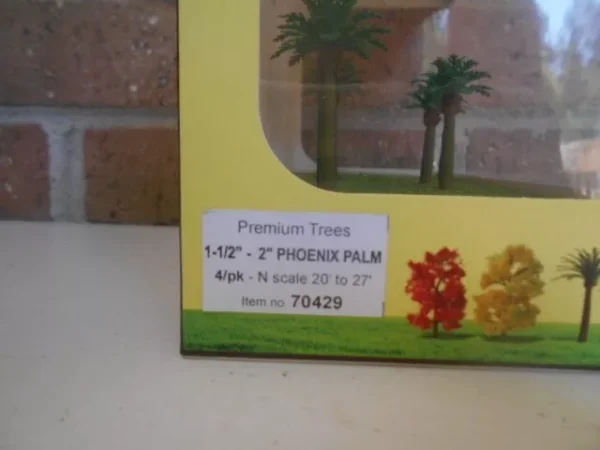 Premium Trees
1-1/2" - 2" PHOENIX PALM
4/pk - N scale 20' to 27'
Item no 70429